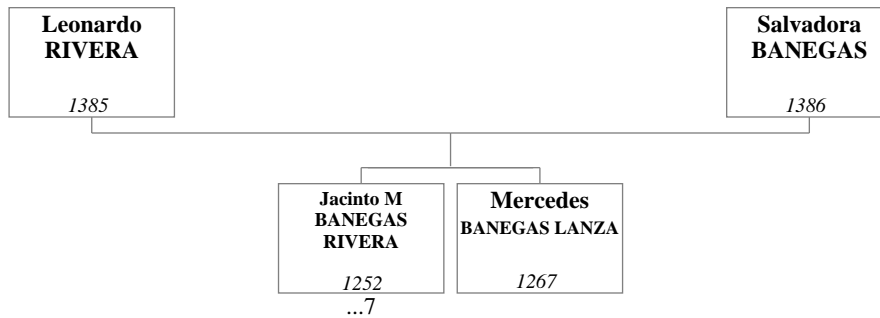 Leonardo
RIVERA
1385
Salvadora
BANEGAS
1386
Jacinto M
BANEGAS
RIVERA
1252
...7
Mercedes
BANEGAS LANZA
1267